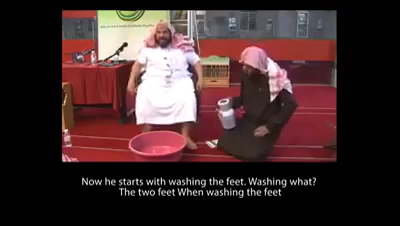 Now he starts with washing the feet. Washing what?
The two feet When washing the feet